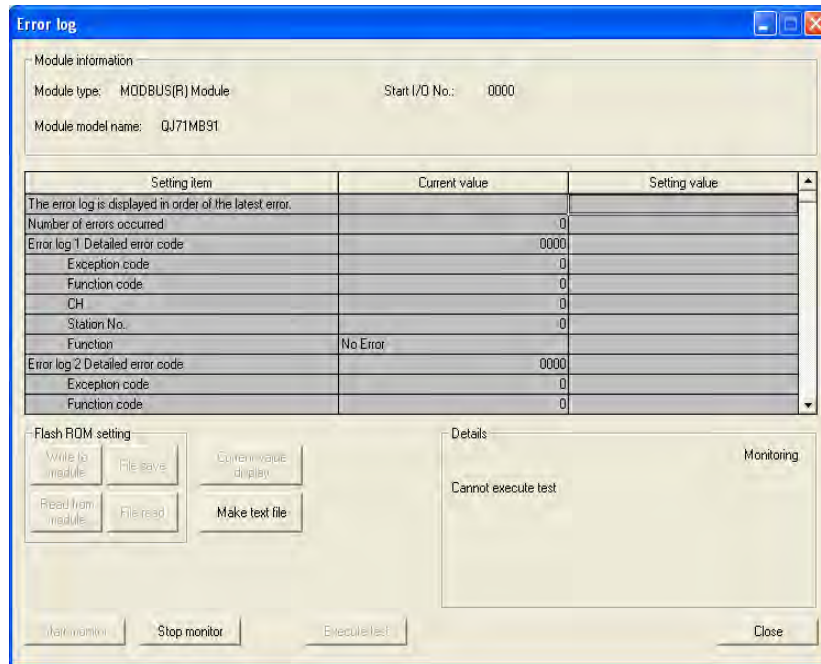 Error log
Module information
Module type: MODBUS(R) Module Start I/O No.: 0000
Module model name: QJ71MB91
Setting item Current value Setting value
The error log is displayed in order of the latest error.
Number of errors occurred 0
Error log 1 Detailed error code 0000
Exception code 0
Function code 0
CH 0
Station No. 0
Function No Error
Error log 2 Detailed error code 0000
Exception code 0
Function code 0
Flash ROM setting
Write to
module
File save
Current value
display
Read from
module
File read
Make text file
Details
Monitoring
Cannot execute test
Start monitor Stop monitor Execute test Close